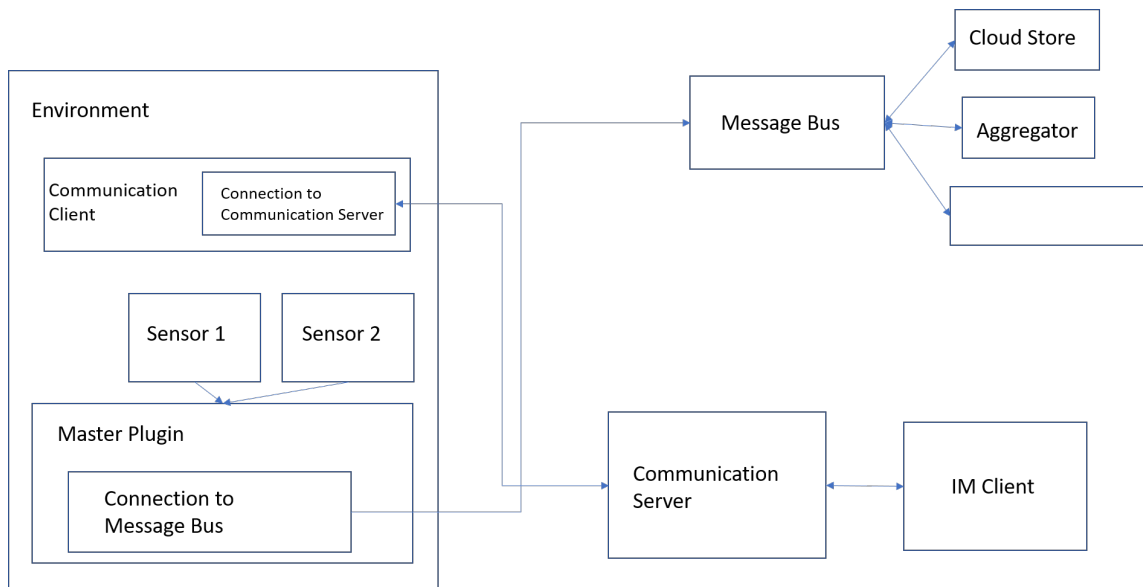 Cloud Store
Environment
Message Bus
Aggregator
Communication
Client
Connection to
Communication Server
Sensor 1
Sensor 2
Master Plugin
Connection to
Message Bus
Communication
Server
IM Client